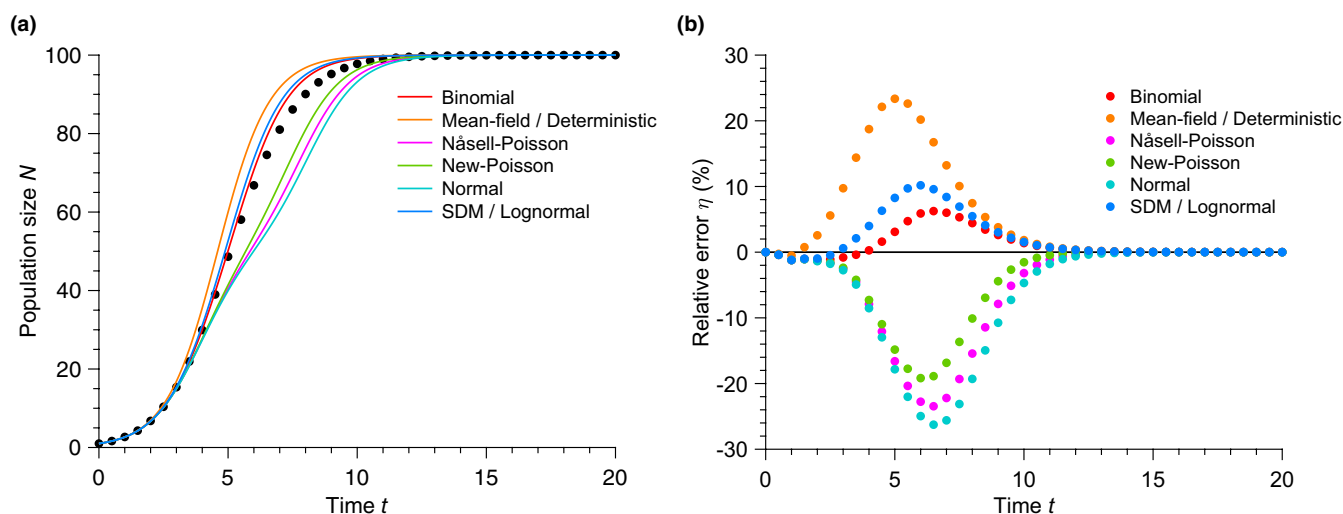 (a)
100
80
60
40
20
0
Population size N
0
5
10
15
20
Time t
Binomial
Mean-field / Deterministic
Nåsell-Poisson
New-Poisson
Normal
SDM / Lognormal
(b)
30
20
10
0
-10
-20
-30
Relative error η (%)
0
5
10
15
20
Time t
Binomial
Mean-field / Deterministic
Nåsell-Poisson
New-Poisson
Normal
SDM / Lognormal